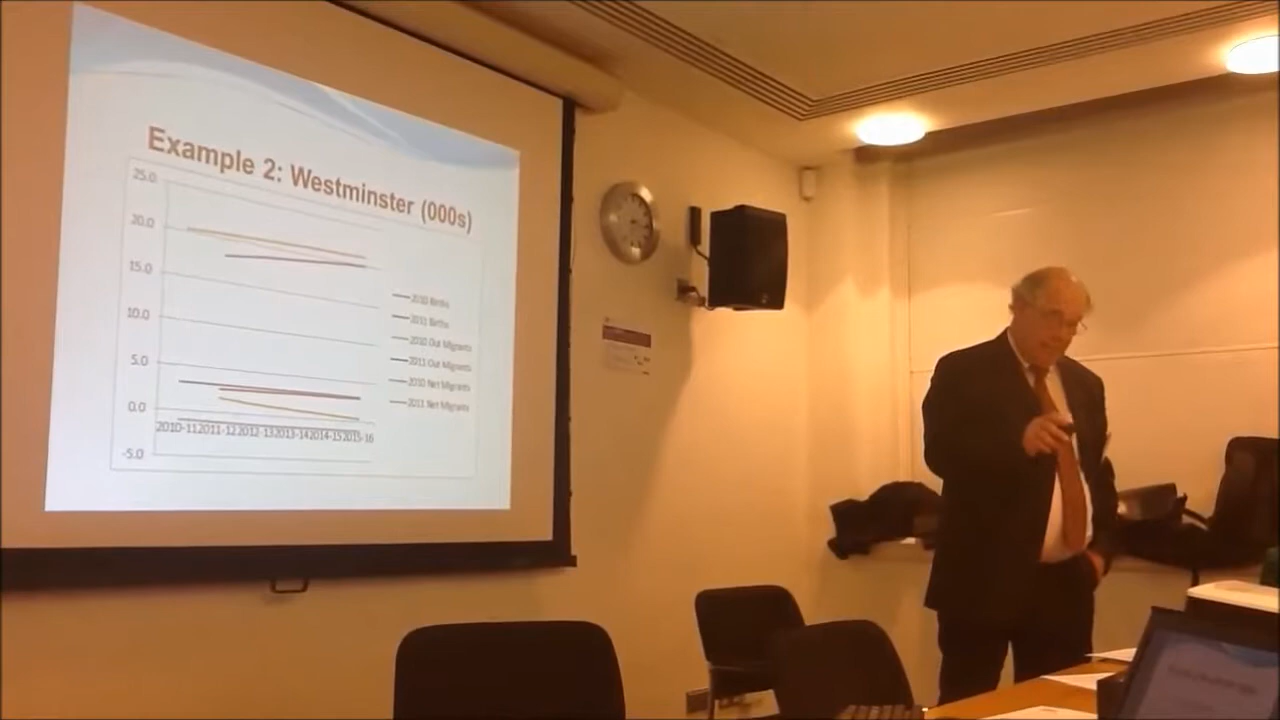 Example 2: Westminster (000s)
25.0
20.0
15.0
10.0
5.0
0.0
-5.0
2010-11 2011-12 2012-13 2013-14 2014-15 2015-16
2010 Births
2011 Births
2010 Out Migrants
2011 Out Migrants
2010 Net Migrants
2011 Net Migrants